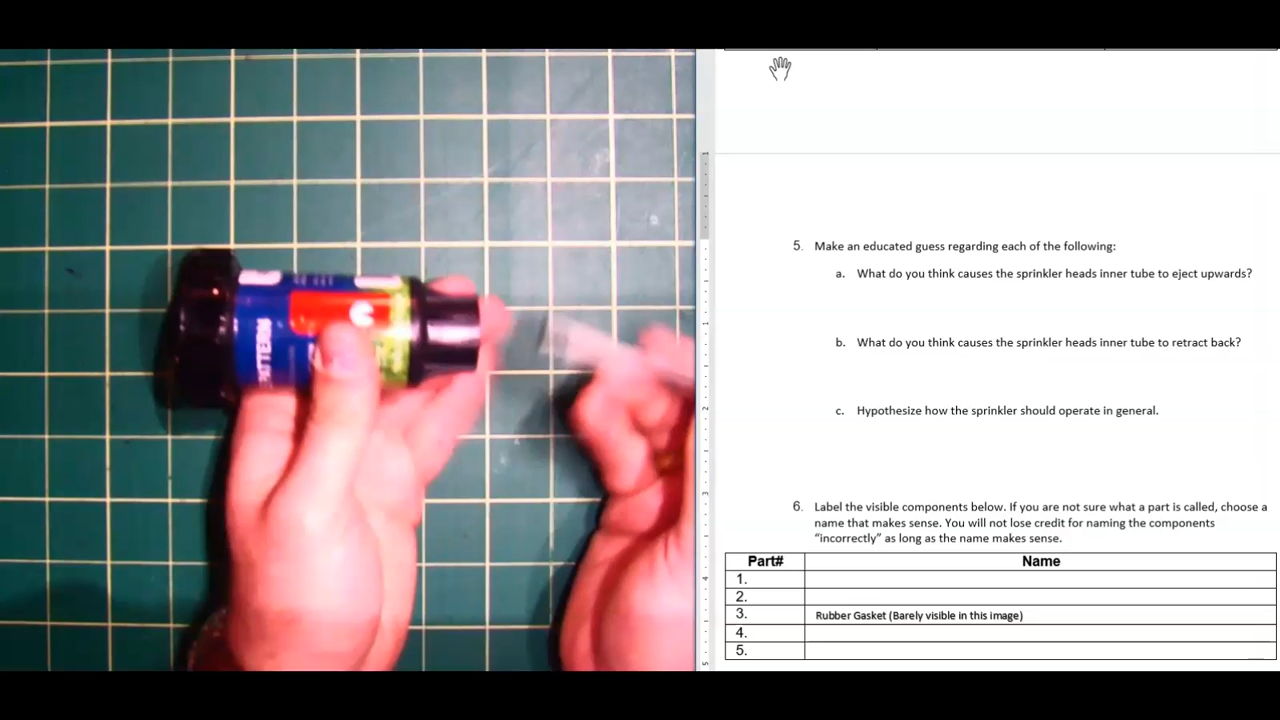 PATTERN
5. Make an educated guess regarding each of the following:
a. What do you think causes the sprinkler heads inner tube to eject upwards?
b. What do you think causes the sprinkler heads inner tube to retract back?
c. Hypothesize how the sprinkler should operate in general.
6. Label the visible components below. If you are not sure what a part is called, choose a
name that makes sense. You will not lose credit for naming the components
"incorrectly" as long as the name makes sense.
Part# Name
1.
2.
3. Rubber Gasket (Barely visible in this image)
4.
5.